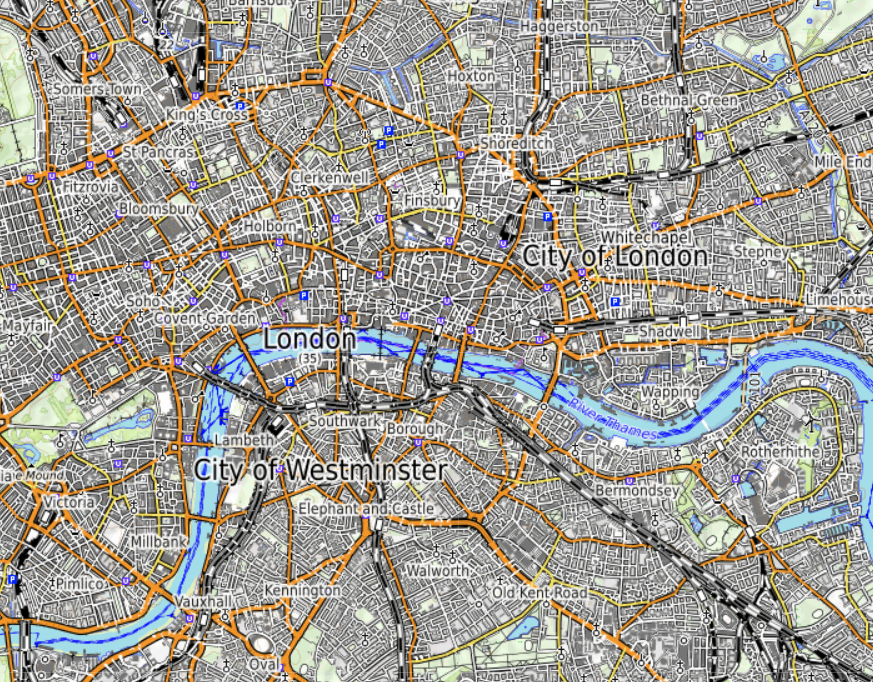 Barnsbury
Haggerston
Hoxton
Somers Town
Bethnal Green
King's Cross
Shoreditch
St Pancras
Mile End
Clerkenwell
Fitzrovia
Finsbury
Bloomsbury
Holborn
Whitechapel
City of London
Stepney
Soho
Limehous
Covent Garden
Mayfair
Shadwell
London
(35)
Wapping
River Thames
Southwark
Borough
Lambeth
Rotherhithe
City of Westminster
Mound
Bermondsey
Victoria
Elephant and Castle
Millbank
Walworth
Pimlico
Kennington
Old Kent Road
Vauxhall
Oval